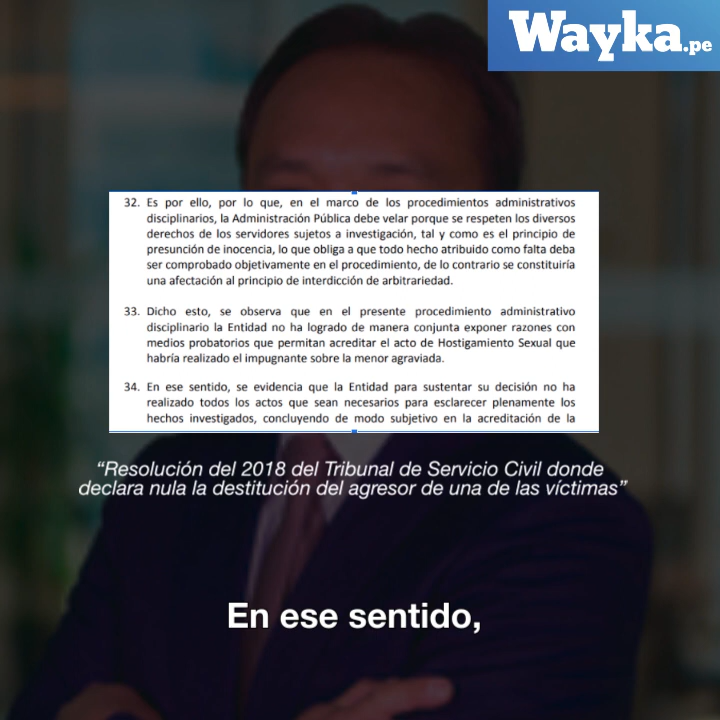 Wayka.pe
32. Es por ello, por lo que, en el marco de los procedimientos administrativos
disciplinarios, la Administración Pública debe velar porque se respeten los diversos
derechos de los servidores sujetos a investigación, tal y como es el principio de
presunción de inocencia, lo que obliga a que todo hecho atribuido como falta deba
ser comprobado objetivamente en el procedimiento, de lo contrario se constituiría
una afectación al principio de interdicción de arbitrariedad.
33. Dicho esto, se observa que en el presente procedimiento administrativo
disciplinario la Entidad no ha logrado de manera conjunta exponer razones con
medios probatorios que permitan acreditar el acto de Hostigamiento Sexual que
habría realizado el impugnante sobre la menor agraviada.
34. En ese sentido, se evidencia que la Entidad para sustentar su decisión no ha
realizado todos los actos que sean necesarios para esclarecer plenamente los
hechos investigados, concluyendo de modo subjetivo en la acreditación de la
“Resolución del 2018 del Tribunal de Servicio Civil donde
declara nula la destitución del agresor de una de las víctimas”
En ese sentido,